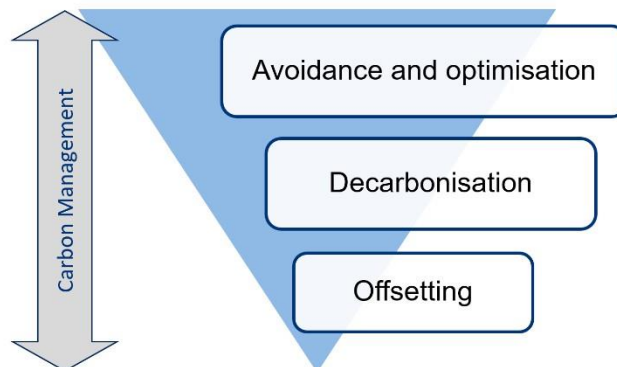 Carbon Management
Avoidance and optimisation
Decarbonisation
Offsetting